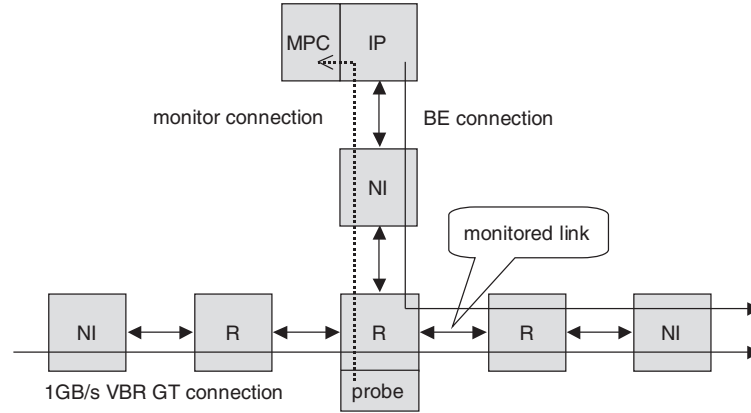 MPC IP
monitor connection
BE connection
NI
monitored link
NI
R
R
R
NI
1GB/s VBR GT connection
probe